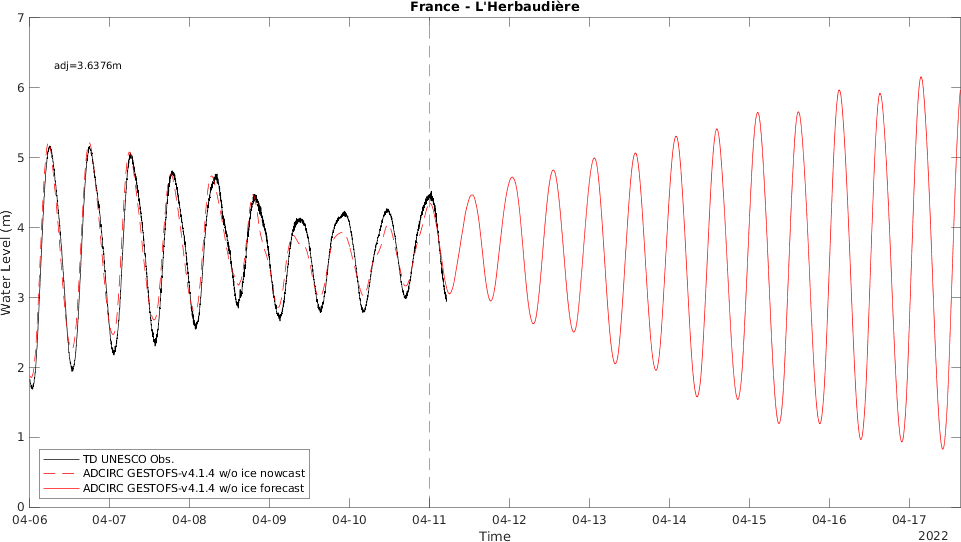 France - L'Herbaudière
7
6
5
4
3
2
1
0
Water Level (m)
adj=3.6376m
TD UNESCO Obs.
ADCIRC GESTOFS-v4.1.4 w/o ice nowcast
ADCIRC GESTOFS-v4.1.4 w/o ice forecast
04-06 04-07 04-08 04-09 04-10 04-11 04-12 04-13 04-14 04-15 04-16 04-17
Time
2022